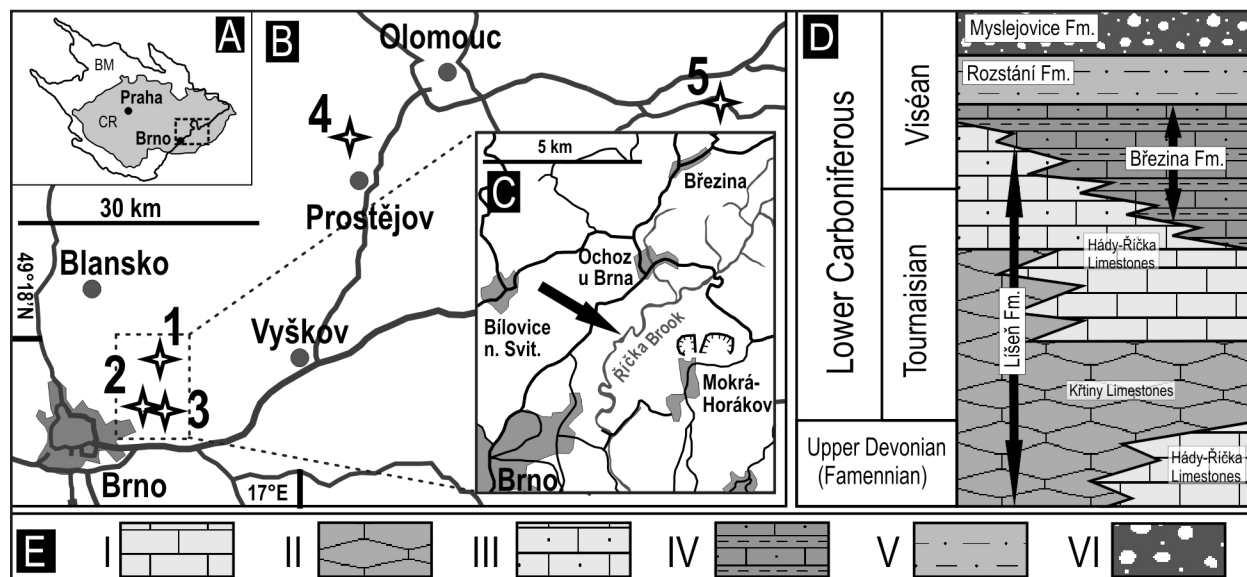 A
BM
Praha
CR
Brno
B
Olomouc
5
4
30 km
Prostějov
49°18'N
Blansko
1
2
3
Vyškov
Brno
17°E
5 km
C
Březina
Ochoz
u Brna
Bílovice
n. Svit.
Říčka Brook
Mokrá-
Horákov
Brno
D
Lower Carboniferous
Viséan
Tournaisian
Upper Devonian
(Famennian)
Myslejovice Fm.
Rozstání Fm.
Březina Fm.
Hády-Říčka
Limestones
Líšeň Fm.
Křtiny Limestones
Hády-Říčka
Limestones
E
I
II
III
IV
V
VI